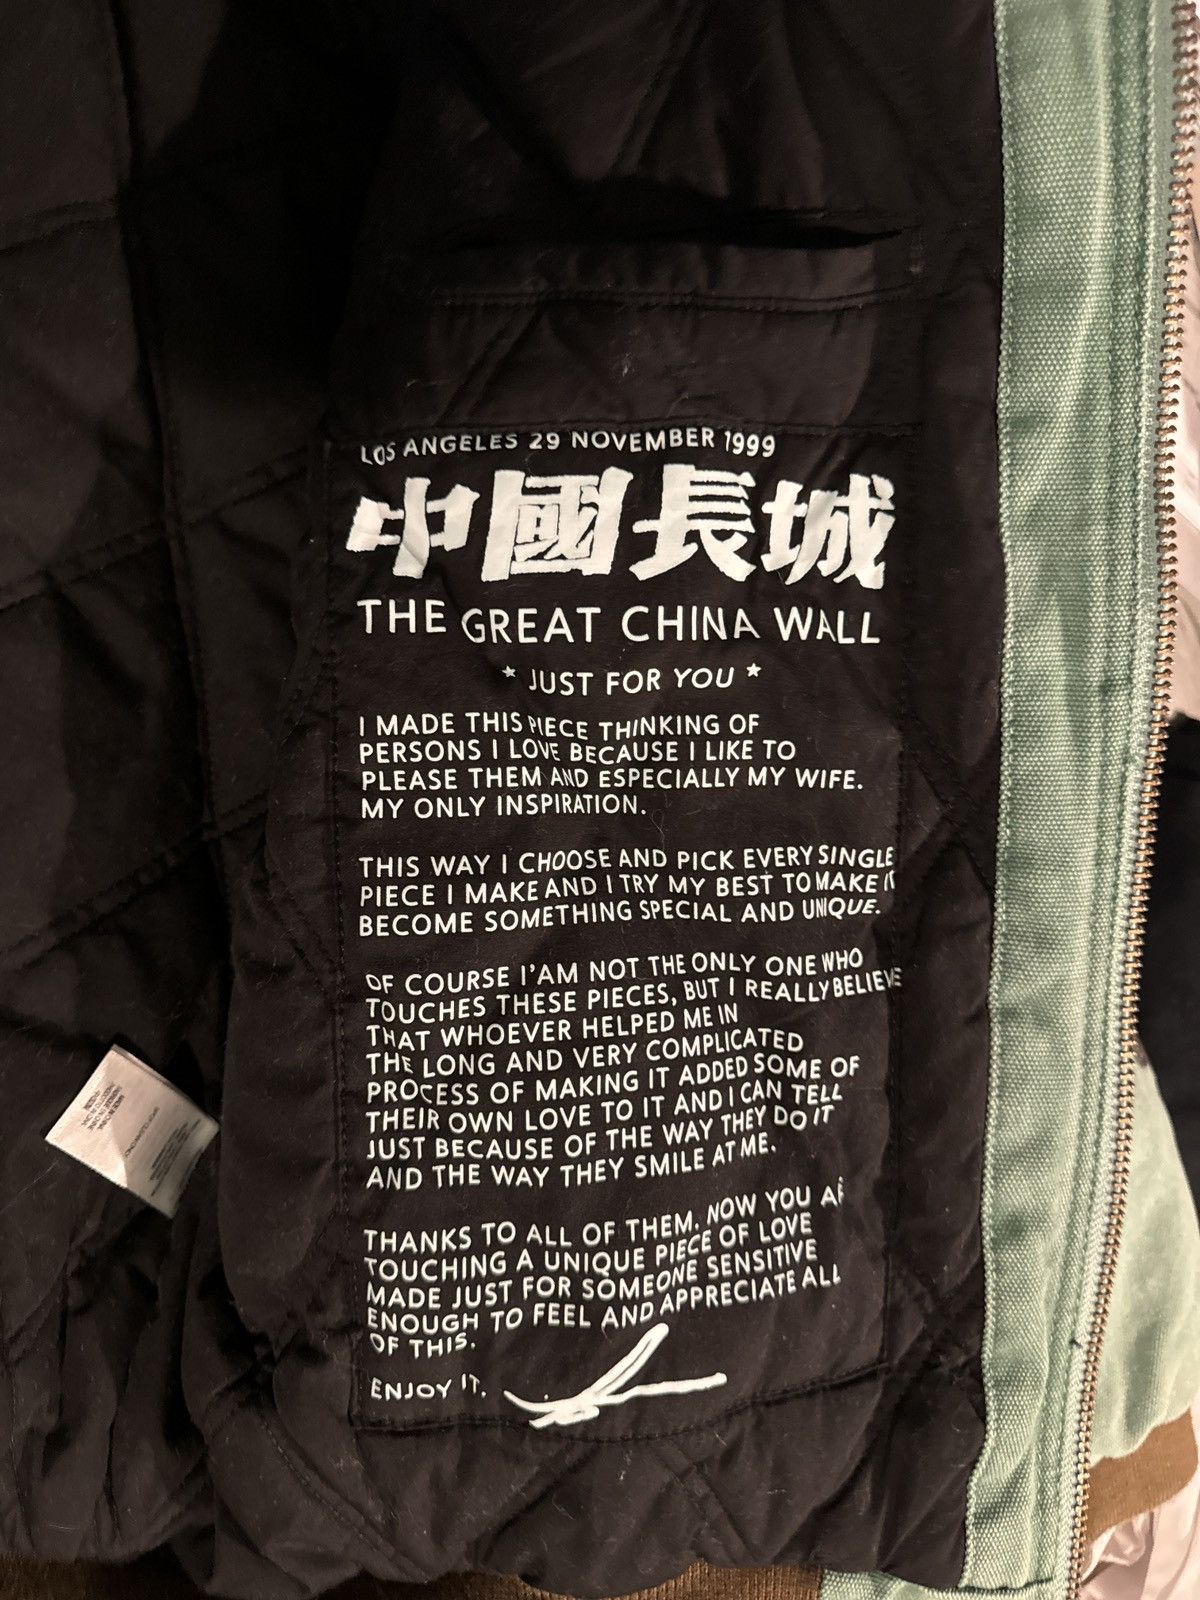 LOS ANGELES 29 NOVEMBER 1999
中國長城
THE GREAT CHINA WALL
* JUST FOR YOU *
I MADE THIS PIECE THINKING OF
PERSONS I LOVE BECAUSE I LIKE TO
PLEASE THEM AND ESPECIALLY MY WIFE.
MY ONLY INSPIRATION.
THIS WAY I CHOOSE AND PICK EVERY SINGLE
PIECE I MAKE AND I TRY MY BEST TO MAKE IT
BECOME SOMETHING SPECIAL AND UNIQUE.
OF COURSE I'AM NOT THE ONLY ONE WHO
TOUCHES THESE PIECES, BUT I REALLY BELIEVE
THAT WHOEVER HELPED ME IN
THE LONG AND VERY COMPLICATED
PROCESS OF MAKING IT ADDED SOME OF
THEIR OWN LOVE TO IT AND I CAN TELL
JUST BECAUSE OF THE WAY THEY DO IT
AND THE WAY THEY SMILE AT ME.
THANKS TO ALL OF THEM. NOW YOU
TOUCHING A UNIQUE PIECE OF LOVE
MADE JUST FOR SOMEONE SENSITIVE
ENOUGH TO FEEL AND APPRECIATE ALL
OF THIS.
ENJOY IT.